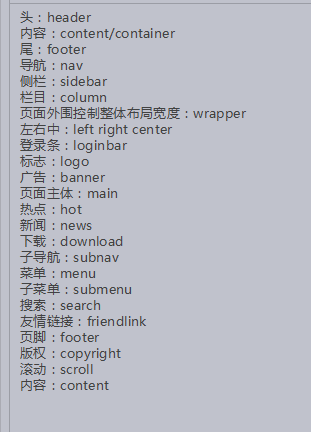 头：header
内容：content/container
尾：footer
导航：nav
侧栏：sidebar
栏目：column
页面外围控制整体布局宽度：wrapper
左右中：left right center
登录条：loginbar
标志：logo
广告：banner
页面主体：main
热点：hot
新闻：news
下载：download
子导航：subnav
菜单：menu
子菜单：submenu
搜索：search
友情链接：friendlink
页脚：footer
版权：copyright
滚动：scroll
内容：content